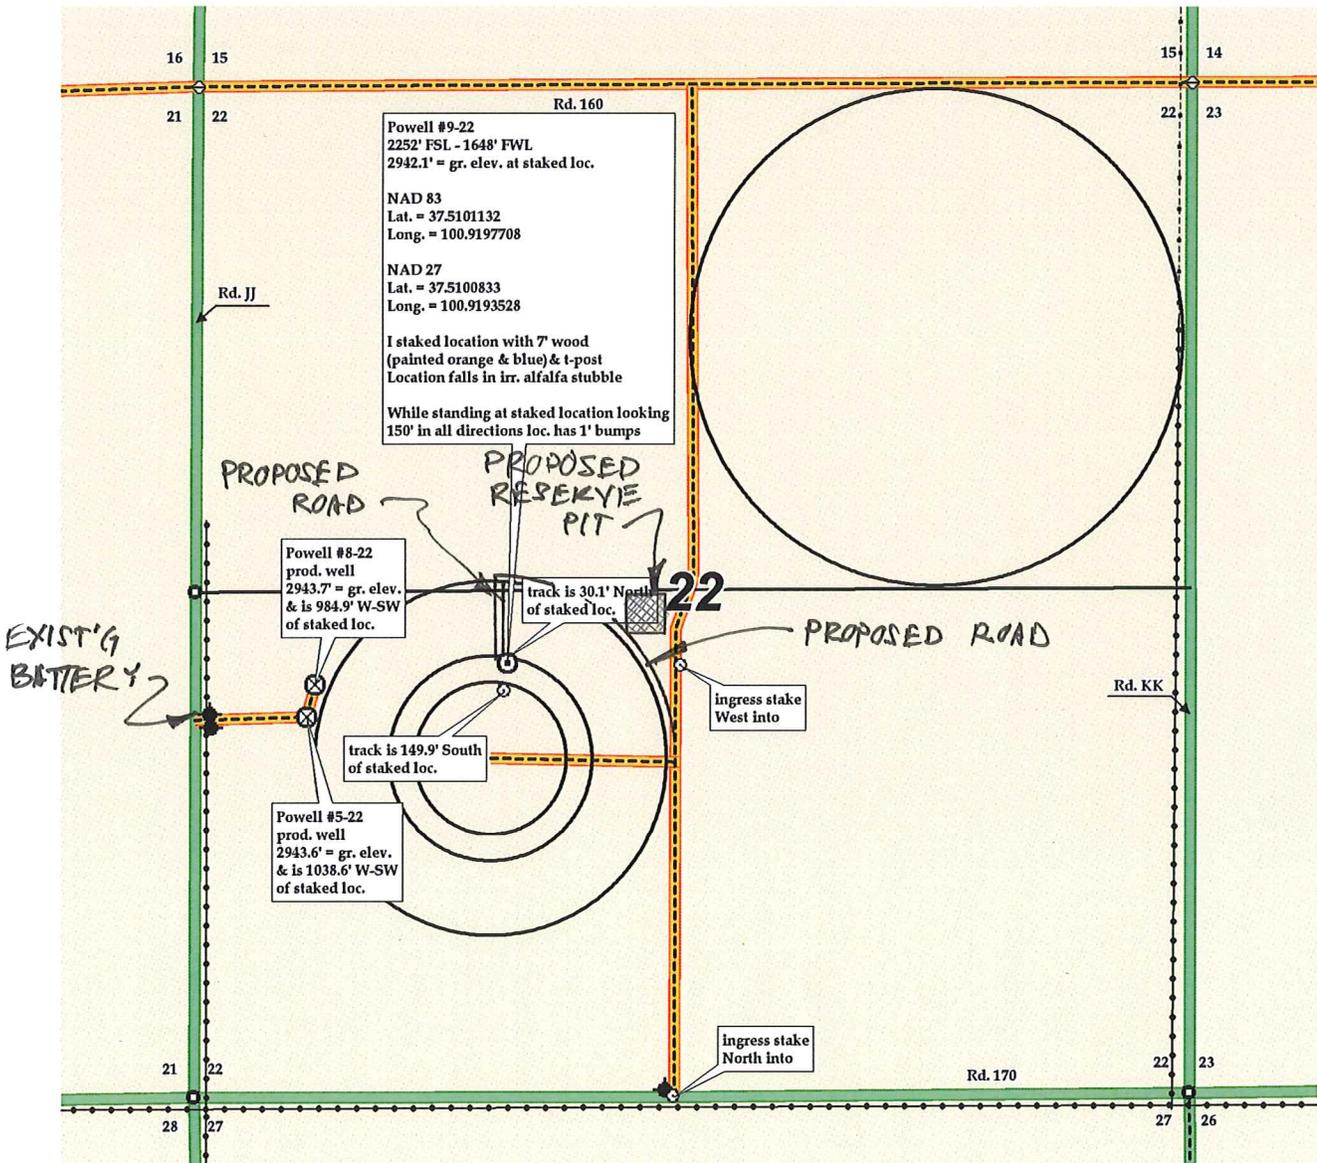 16 15
15 14
21 22
22 23
Rd. 160
Powell #9-22
2252' FSL - 1648' FWL
2942.1' = gr. elev. at staked loc.
NAD 83
Lat. = 37.5101132
Long. = 100.9197708
NAD 27
Lat. = 37.5100833
Long. = 100.9193528
I staked location with 7' wood
(painted orange & blue) & t-post
Location falls in irr. alfalfa stubble
While standing at staked location looking
150' in all directions loc. has 1' bumps
Rd. JJ
PROPOSED
ROAD
PROPOSED
RESERVE
PIT
Powell #8-22
prod. well
2943.7' = gr. elev.
& is 984.9' W-SW
of staked loc.
track is 30.1' North
of staked loc.
22
EXIST'G
BATTERY
PROPOSED ROAD
ingress stake
West into
Rd. KK
track is 149.9' South
of staked loc.
Powell #5-22
prod. well
2943.6' = gr. elev.
& is 1038.6' W-SW
of staked loc.
ingress stake
North into
Rd. 170
21 22
22 23
28 27
27 26